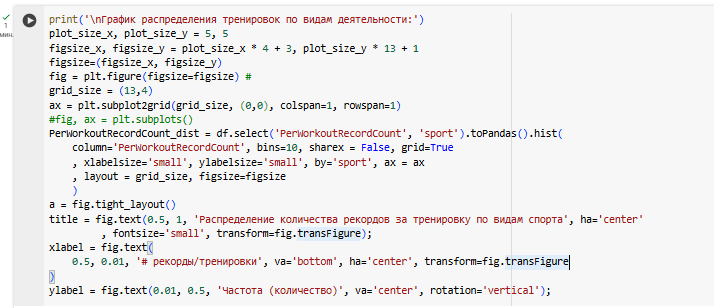 print('\nГрафик распределения тренировок по видам деятельности:')
plot_size_x, plot_size_y = 5, 5
figsize_x, figsize_y = plot_size_x * 4 + 3, plot_size_y * 13 + 1
figsize=(figsize_x, figsize_y)
fig = plt.figure(figsize=figsize) #
grid_size = (13,4)
ax = plt.subplot2grid(grid_size, (0,0), colspan=1, rowspan=1)
#fig, ax = plt.subplots()
PerWorkoutRecordCount_dist = df.select('PerWorkoutRecordCount', 'sport').toPandas().hist(
column='PerWorkoutRecordCount', bins=10, sharex = False, grid=True
, xlabelsize='small', ylabelsize='small', by='sport', ax = ax
, layout = grid_size, figsize=figsize
)
a = fig.tight_layout()
title = fig.text(0.5, 1, 'Распределение количества рекордов за тренировку по видам спорта', ha='center'
, fontsize='small', transform=fig.transFigure);
xlabel = fig.text(
0.5, 0.01, '# рекорды/тренировки', va='bottom', ha='center', transform=fig.transFigure
)
ylabel = fig.text(0.01, 0.5, 'Частота (количество)', va='center', rotation='vertical');
1
мин.